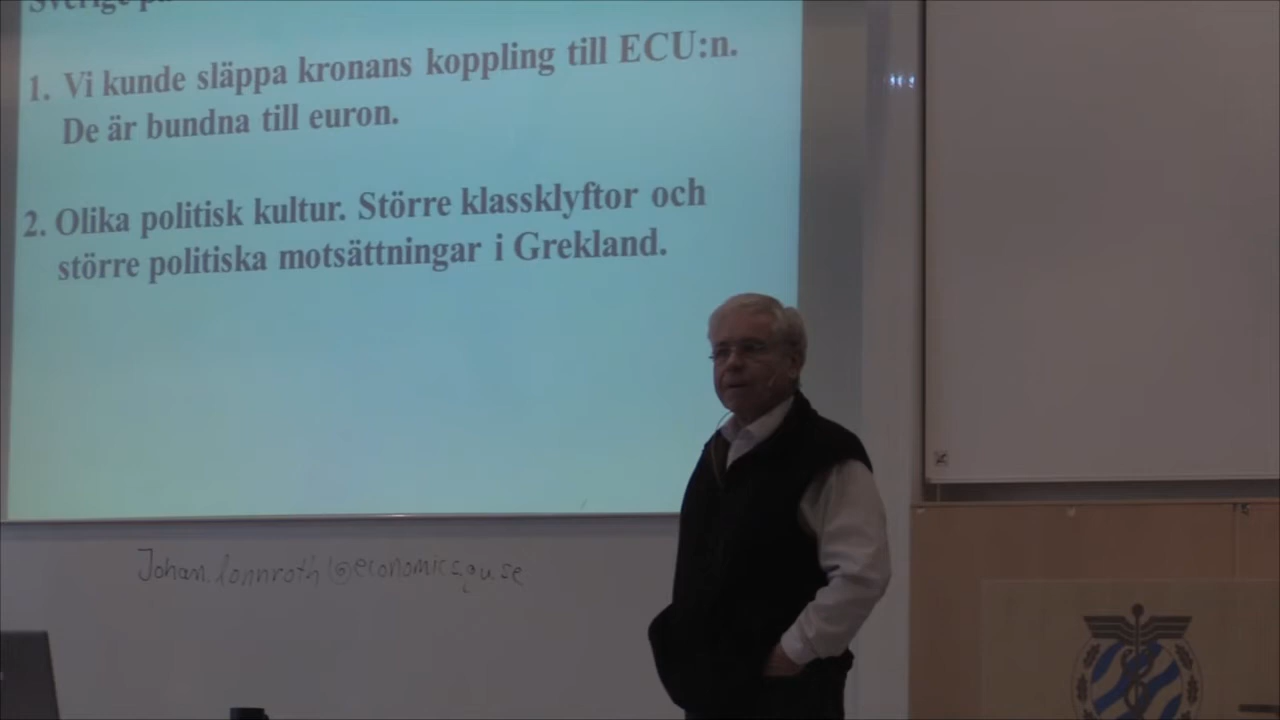 Sverige
1. Vi kunde släppa kronans koppling till ECU:n.
De är bundna till euron.
2. Olika politisk kultur. Större klassklyftor och
större politiska motsättningar i Grekland.
Johan.lonnroth@economics.gu.se